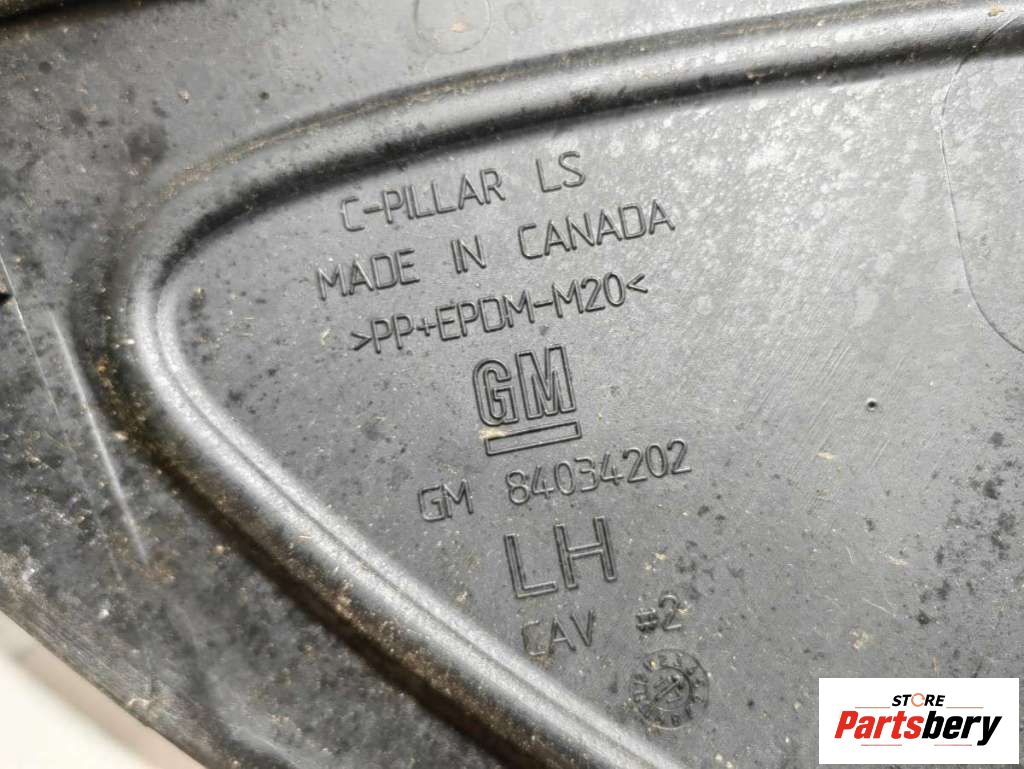 C-PILLAR LS
MADE IN CANADA
>PP+EPDM-M20<
GM
GM 84034202
LH
CAV #2
STORE
Partsbery